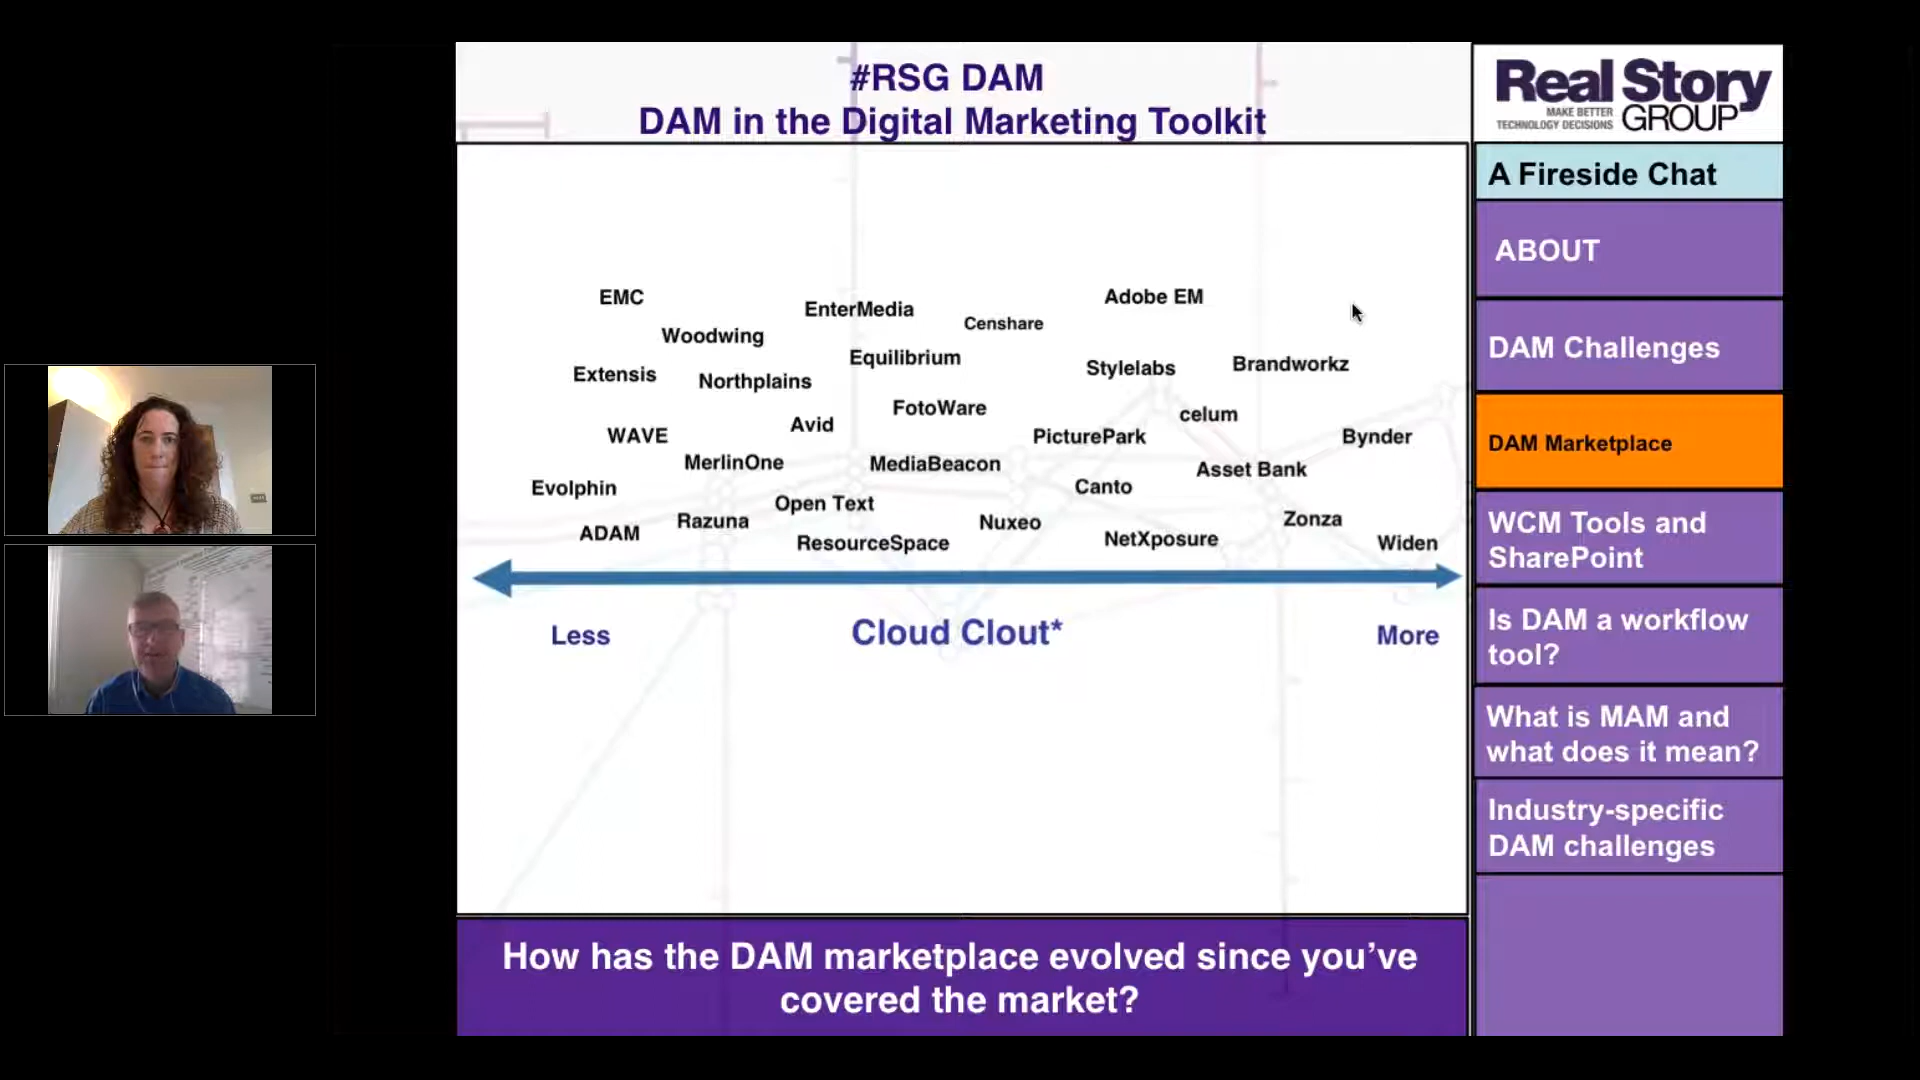 #RSG DAM
DAM in the Digital Marketing Toolkit
Real Story
MAKE BETTER
TECHNOLOGY DECISIONS
GROUP
A Fireside Chat
ABOUT
DAM Challenges
DAM Marketplace
WCM Tools and
SharePoint
Is DAM a workflow
tool?
What is MAM and
what does it mean?
Industry-specific
DAM challenges
EMC
EnterMedia
Adobe EM
Woodwing
Censhare
Equilibrium
Stylelabs
Brandworkz
Extensis
Northplains
FotoWare
celum
Avid
WAVE
PicturePark
Bynder
MerlinOne
MediaBeacon
Asset Bank
Evolphin
Canto
Open Text
Razuna
Nuxeo
Zonza
ADAM
ResourceSpace
NetXposure
Widen
Less
Cloud Clout*
More
How has the DAM marketplace evolved since you’ve
covered the market?